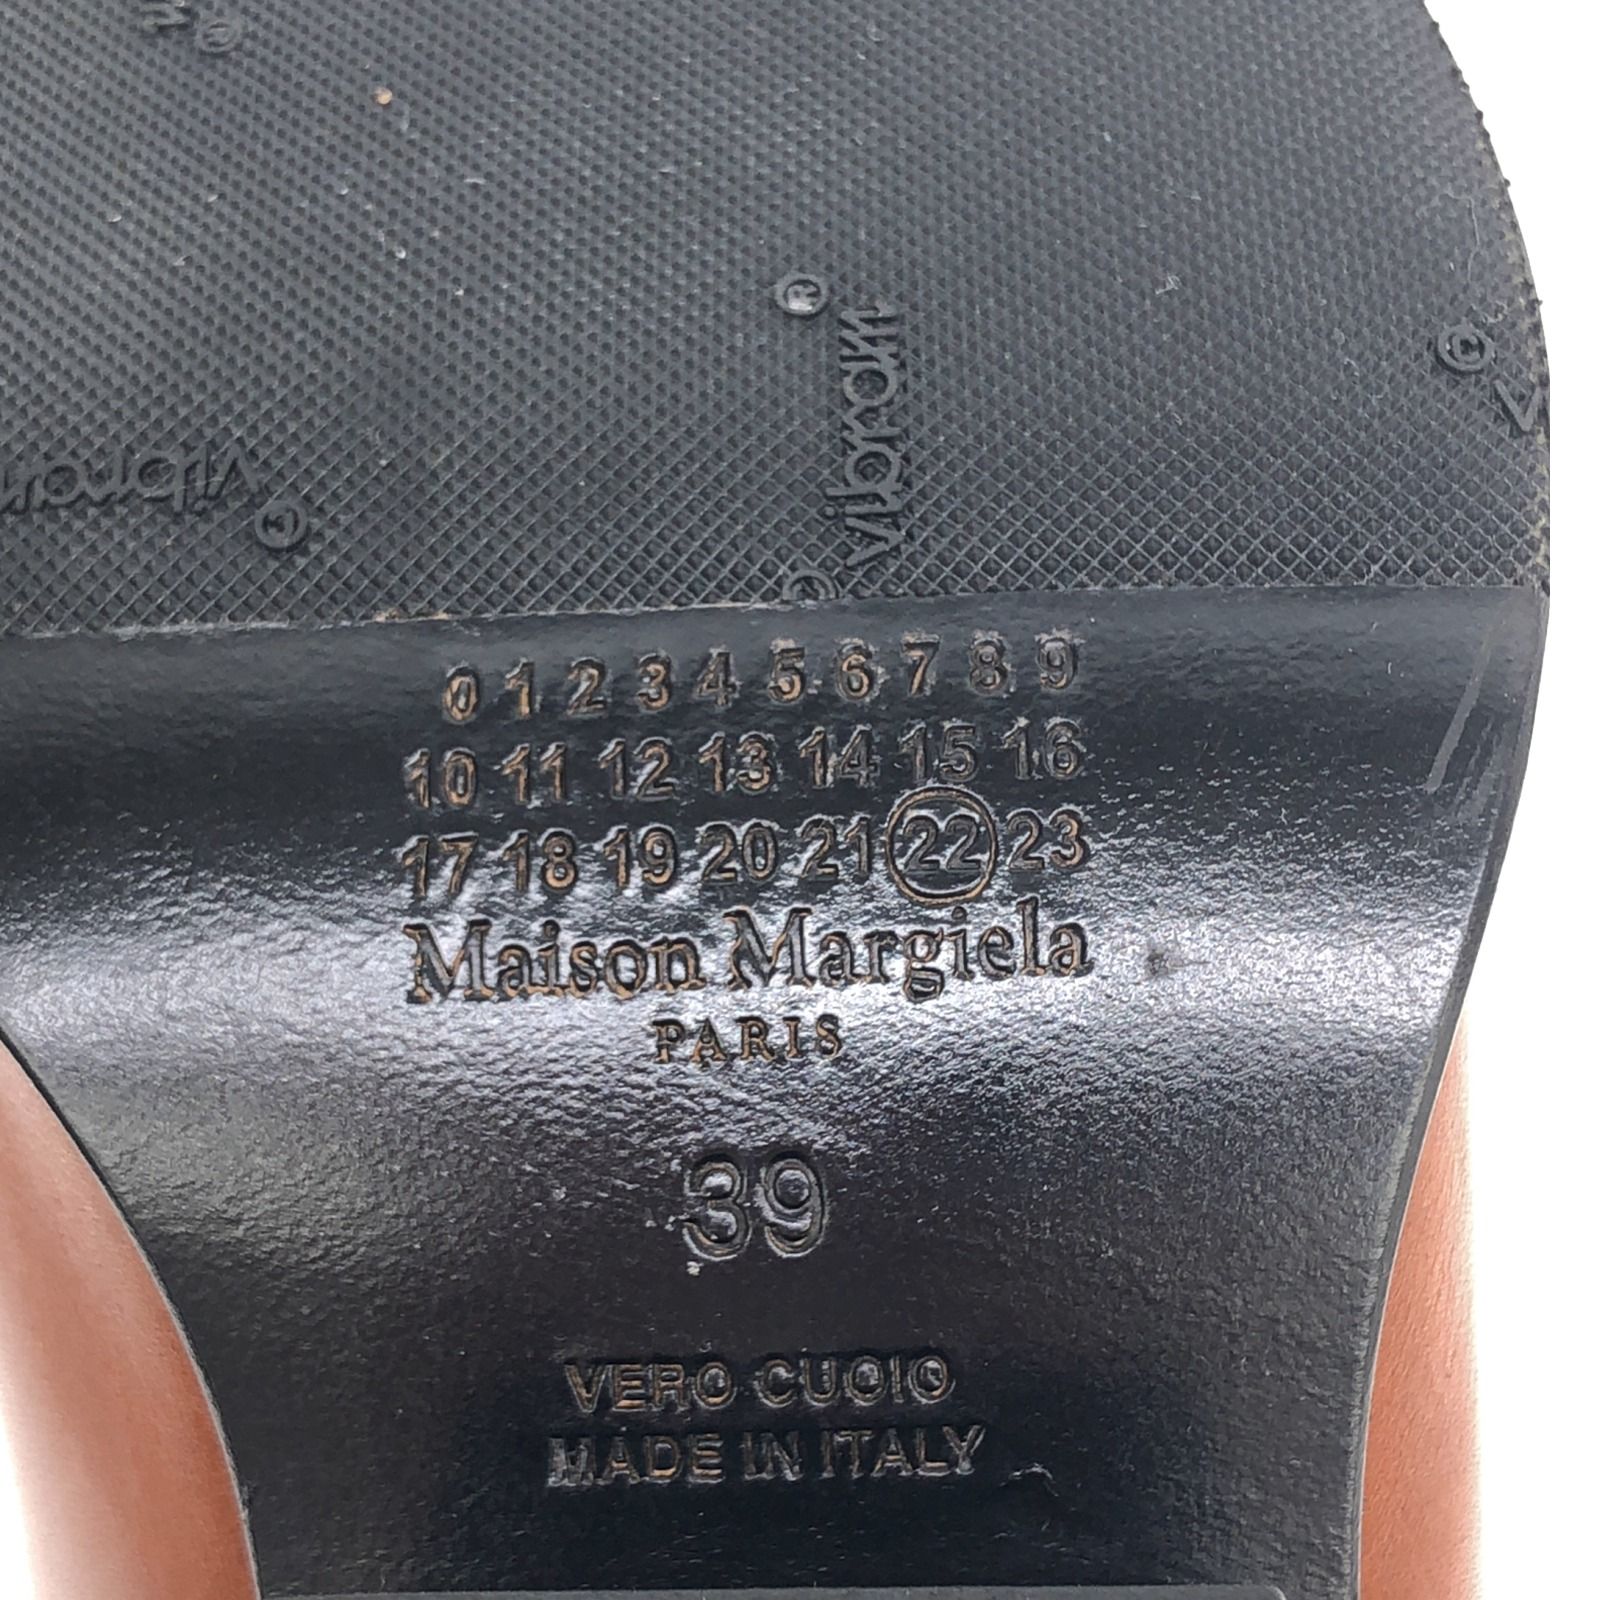 vibram
®
vibram
©
©
©
0 1 2 3 4 5 6 7 8 9
10 11 12 13 14 15 16
17 18 19 20 21 22 23
Maison Margiela
PARIS
39
VERO CUOIO
MADE IN ITALY